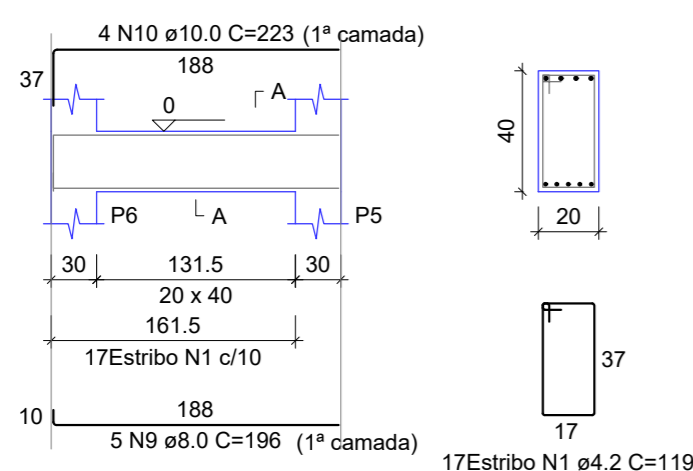 4 N10 ø10.0 C=223 (1ª camada)
188
37
A
0
A
P6
P5
30
131.5
30
20 x 40
161.5
17Estribo N1 c/10
10
188
5 N9 ø8.0 C=196 (1ª camada)
40
20
37
17
17Estribo N1 ø4.2 C=119